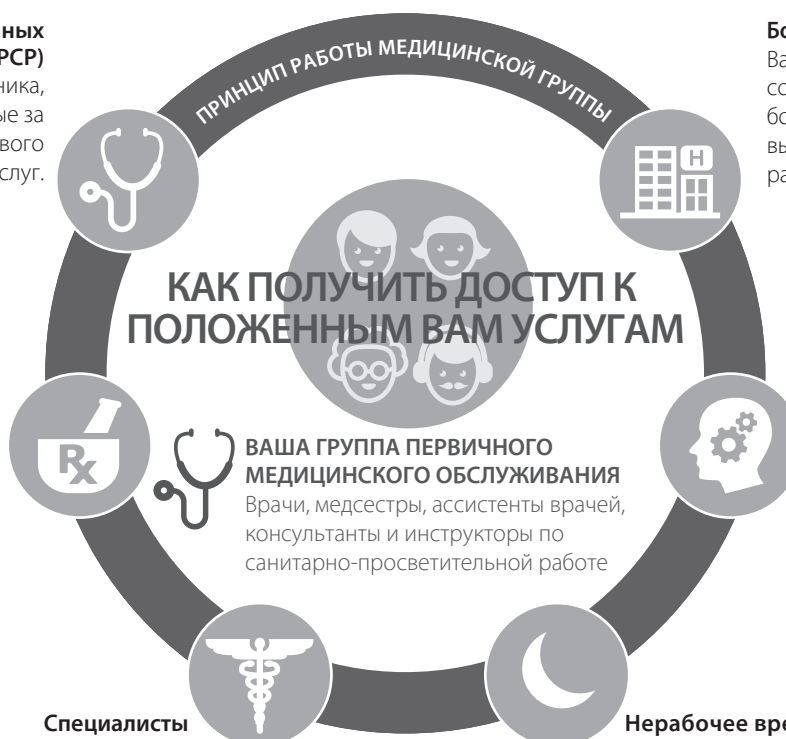 ных
PCP)
ника,
ые за
вого
слуг.
ПРИНЦИП РАБОТЫ МЕДИЦИНСКОЙ ГРУППЫ
Бо
Ва
бо
вы
ра
H
КАК ПОЛУЧИТЬ ДОСТУП К
ПОЛОЖЕННЫМ ВАМ УСЛУГАМ
Rx
ВАША ГРУППА ПЕРВИЧНОГО
МЕДИЦИНСКОГО ОБСЛУЖИВАНИЯ
Врачи, медсестры, ассистенты врачей,
консультанты и инструкторы по
санитарно-просветительной работе
Специалисты
Нерабочее вре